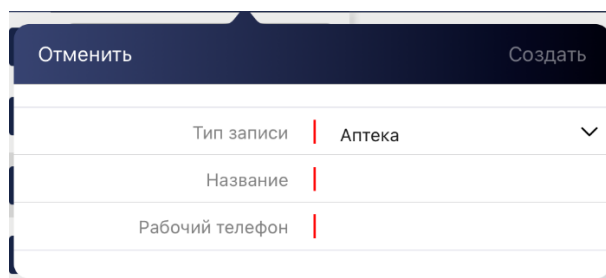 Отменить Создать
Тип записи Аптека
Название
Рабочий телефон